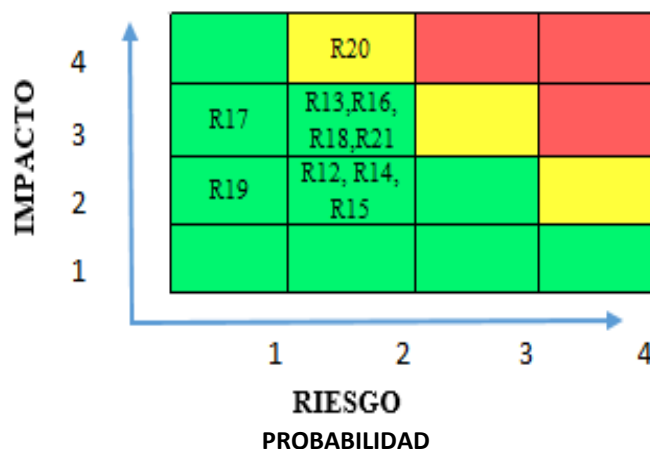 IMPACTO
4
R20
3
R17
R13,R16,
R18,R21
2
R19
R12, R14,
R15
1
1 2 3 4
RIESGO
PROBABILIDAD